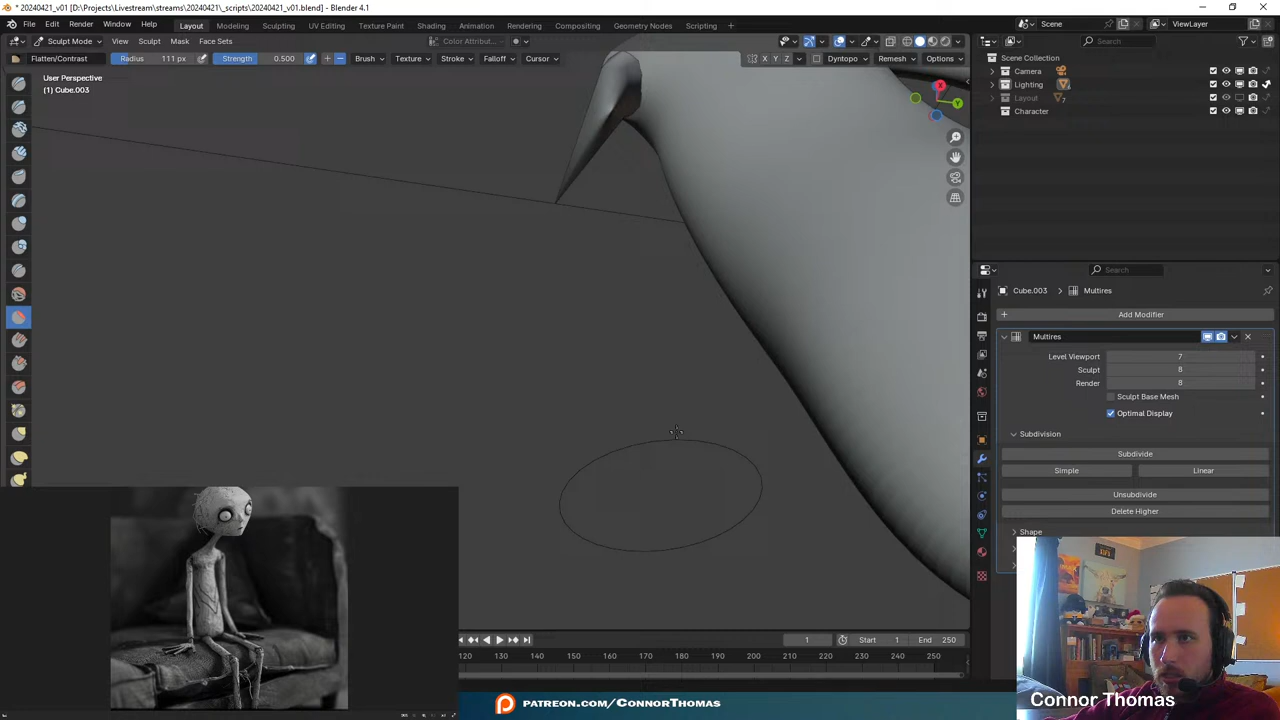 * 20240421_v01 [D:\Projects\Livestream\streams\20240421\_scripts\20240421_v01.blend] - Blender 4.1
File Edit Render Window Help Layout Modeling Sculpting UV Editing Texture Paint Shading Animation Rendering Compositing Geometry Nodes Scripting Scene ViewLayer
Sculpt Mode View Sculpt Mask Face Sets Color Attribut... Search
Flatten/Contrast Radius 111 px Strength 0.500 Brush Texture Stroke Falloff Cursor X Y Z Dyntopo Remesh Options
Scene Collection
Camera
Lighting
Layout 7
Character
User Perspective
(1) Cube.003
X
Y
Search
Cube.003 > Multires
Add Modifier
Multires
Level Viewport 7
Sculpt 8
Render 8
Sculpt Base Mesh
Optimal Display
Subdivision
Subdivide
Simple Linear
Unsubdivide
Delete Higher
Shape
1 Start 1 End 250
120 130 140 150 160 170 180 190 200 210 220 230 240 250
PATREON.COM/CONNORTHOMAS
Connor Thomas